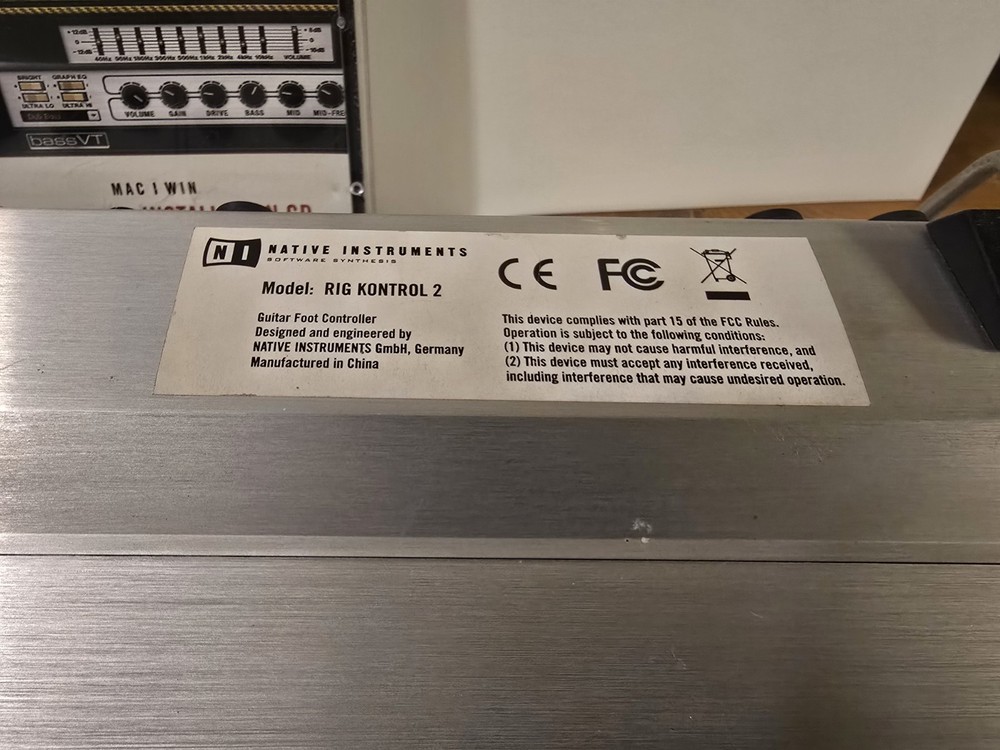 +12dB
0
-12dB
+6dB
0
40Hz 90Hz 180Hz 300Hz 500Hz 1kHz 2kHz 4kHz 10kHz VOLUME
BRIGHT GRAPH EQ
ULTRA LO ULTRA HI
VOLUME GAIN DRIVE BASS MID MID-FRE
bassVT
MAC | WIN
NI NATIVE INSTRUMENTS
SOFTWARE SYNTHESIS
Model: RIG KONTROL 2
Guitar Foot Controller
Designed and engineered by
NATIVE INSTRUMENTS GmbH, Germany
Manufactured in China
CE FC
This device complies with part 15 of the FCC Rules.
Operation is subject to the following conditions:
(1) This device may not cause harmful interference, and
(2) This device must accept any interference received,
including interference that may cause undesired operation.